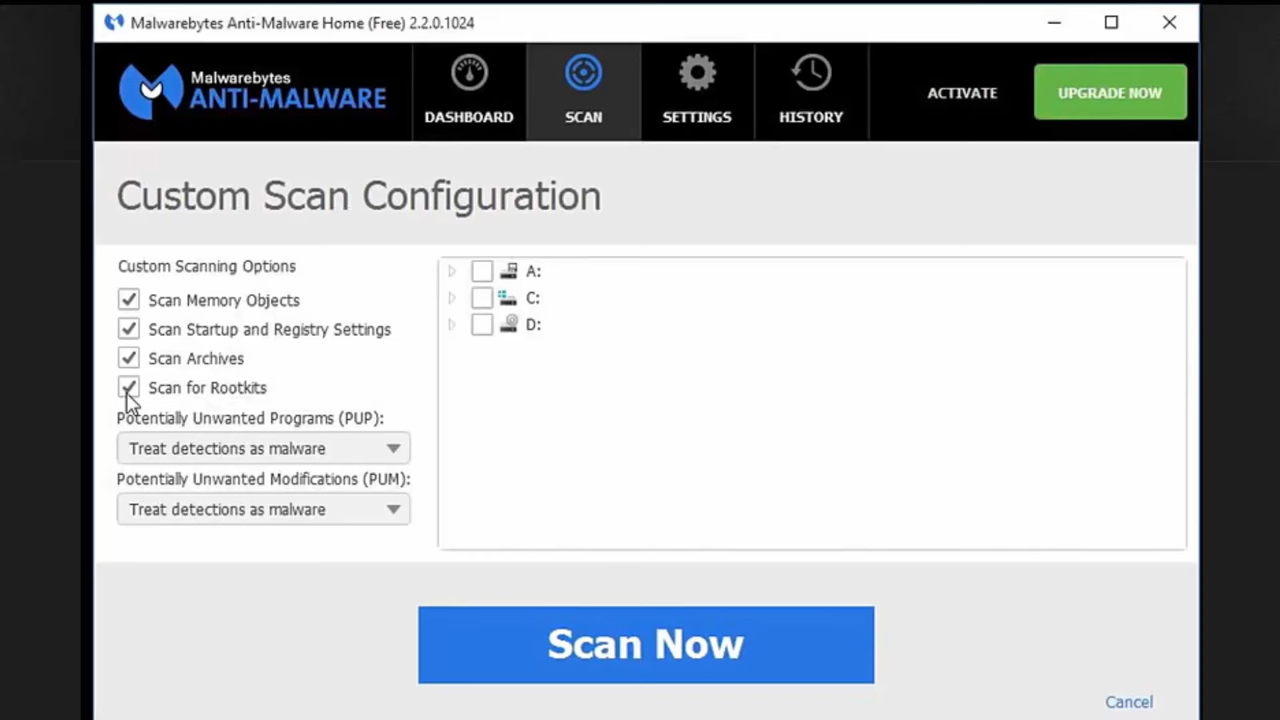 Malwarebytes Anti-Malware Home (Free) 2.2.0.1024
Malwarebytes
ANTI-MALWARE
DASHBOARD
SCAN
SETTINGS
HISTORY
ACTIVATE
UPGRADE NOW
Custom Scan Configuration
Custom Scanning Options
Scan Memory Objects
Scan Startup and Registry Settings
Scan Archives
Scan for Rootkits
Potentially Unwanted Programs (PUP):
Treat detections as malware
Potentially Unwanted Modifications (PUM):
Treat detections as malware
A:
C:
D:
Scan Now
Cancel